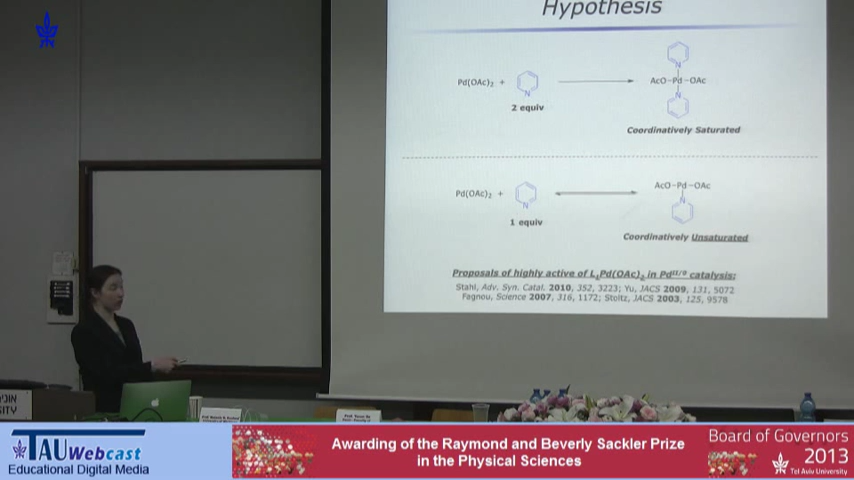 Hypothesis
Pd(OAc)2 +
N
2 equiv
N
AcO-Pd-OAc
N
Coordinatively Saturated
Pd(OAc)2 +
N
1 equiv
AcO-Pd-OAc
N
Coordinatively Unsaturated
Proposals of highly active of L1Pd(OAc)2 in PdII/0 catalysis:
Stahl, Adv. Syn. Catal. 2010, 352, 3223; Yu, JACS 2009, 131, 5072
Fagnou, Science 2007, 316, 1172; Stoltz, JACS 2003, 125, 9578
SITY
TAU Webcast
Educational Digital Media
Awarding of the Raymond and Beverly Sackler Prize
in the Physical Sciences
Board of Governors
2013
Tel Aviv University